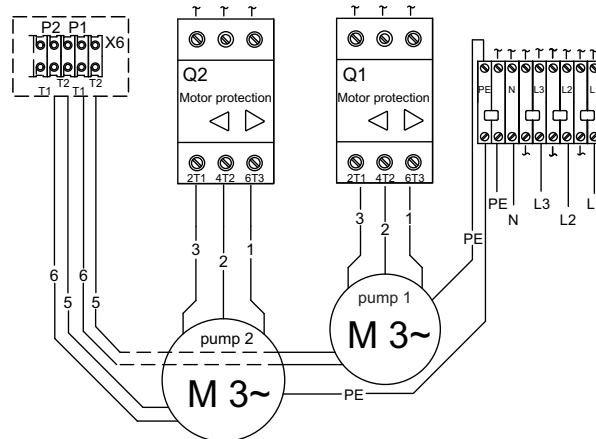 P2 P1
X6
T1 T2 T1 T2
Q2
Motor protection
2T1 4T2 6T3
Q1
Motor protection
2T1 4T2 6T3
PE N L3 L2 L
PE
N
L3
L2
L
3 2 1
3 2 1
PE
6 5 6 5
pump 1
M 3~
pump 2
M 3~
PE